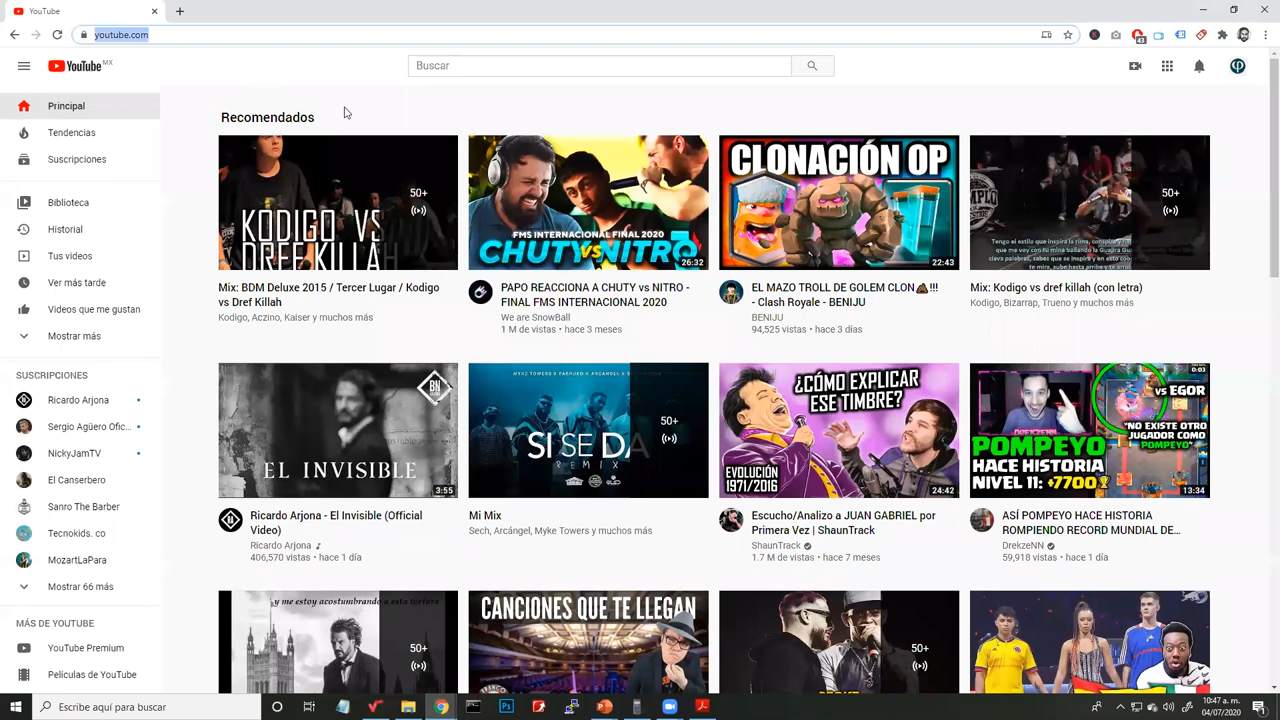 YouTube
youtube.com
43
YouTube MX
Buscar
Principal
Tendencias
Suscripciones
Biblioteca
Historial
Tus videos
Ver más tarde
Videos que me gustan
Mostrar más
SUSCRIPCIONES
Ricardo Arjona
Sergio Agüero Ofic...
NickyJamTV
El Canserbero
Sanro The Barber
Tecnokids. co
MozartLaPara
Mostrar 66 más
MÁS DE YOUTUBE
YouTube Premium
Películas de YouTube
Recomendados
KODIGO VS
DREF KILLAH
50+
Mix: BDM Deluxe 2015 / Tercer Lugar / Kodigo
vs Dref Killah
Kodigo, Aczino, Kaiser y muchos más
FMS INTERNACIONAL FINAL 2020
CHUTY VS NITRO
26:32
PAPO REACCIONA A CHUTY vs NITRO -
FINAL FMS INTERNACIONAL 2020
We are SnowBall
1 M de vistas • hace 3 meses
CLONACIÓN OP
22:43
EL MAZO TROLL DE GOLEM CLON💩!!!
- Clash Royale - BENIJU
BENIJU
94,525 vistas • hace 3 días
50+
Tengo el estilo que inspira la rima, conspira y
que me voy con tu mina bailando la Guajira Gua
clava palabras, sabes que se inspira y en esto co
te mira, sube hasta arriba y te tira
Mix: Kodigo vs dref killah (con letra)
Kodigo, Bizarrap, Trueno y muchos más
BN
EL INVISIBLE
3:55
Ricardo Arjona - El Invisible (Official
Video)
Ricardo Arjona
406,570 vistas • hace 1 día
MYKE TOWERS x FARRUKO x ARCANGEL x
SI SE DA
REMIX
50+
Mi Mix
Sech, Arcángel, Myke Towers y muchos más
¿CÓMO EXPLICAR
ESE TIMBRE?
EVOLUCIÓN
1971/2016
24:42
Escucho/Analizo a JUAN GABRIEL por
Primera Vez | ShaunTrack
ShaunTrack
1.7 M de vistas • hace 7 meses
0:03
VS EGOR
"NO EXISTE OTRO
JUGADOR COMO
POMPEYO"
DREKZENN
POMPEYO
HACE HISTORIA
NIVEL 11: +7700
13:34
ASÍ POMPEYO HACE HISTORIA
ROMPIENDO RECORD MUNDIAL DE...
DrekzeNN
59,918 vistas • hace 1 día
y me estoy acostumbrando a esta tortura
50+
CANCIONES QUE TE LLEGAN
50+
Escribe aquí para buscar
10:47 a. m.
04/07/2020
1